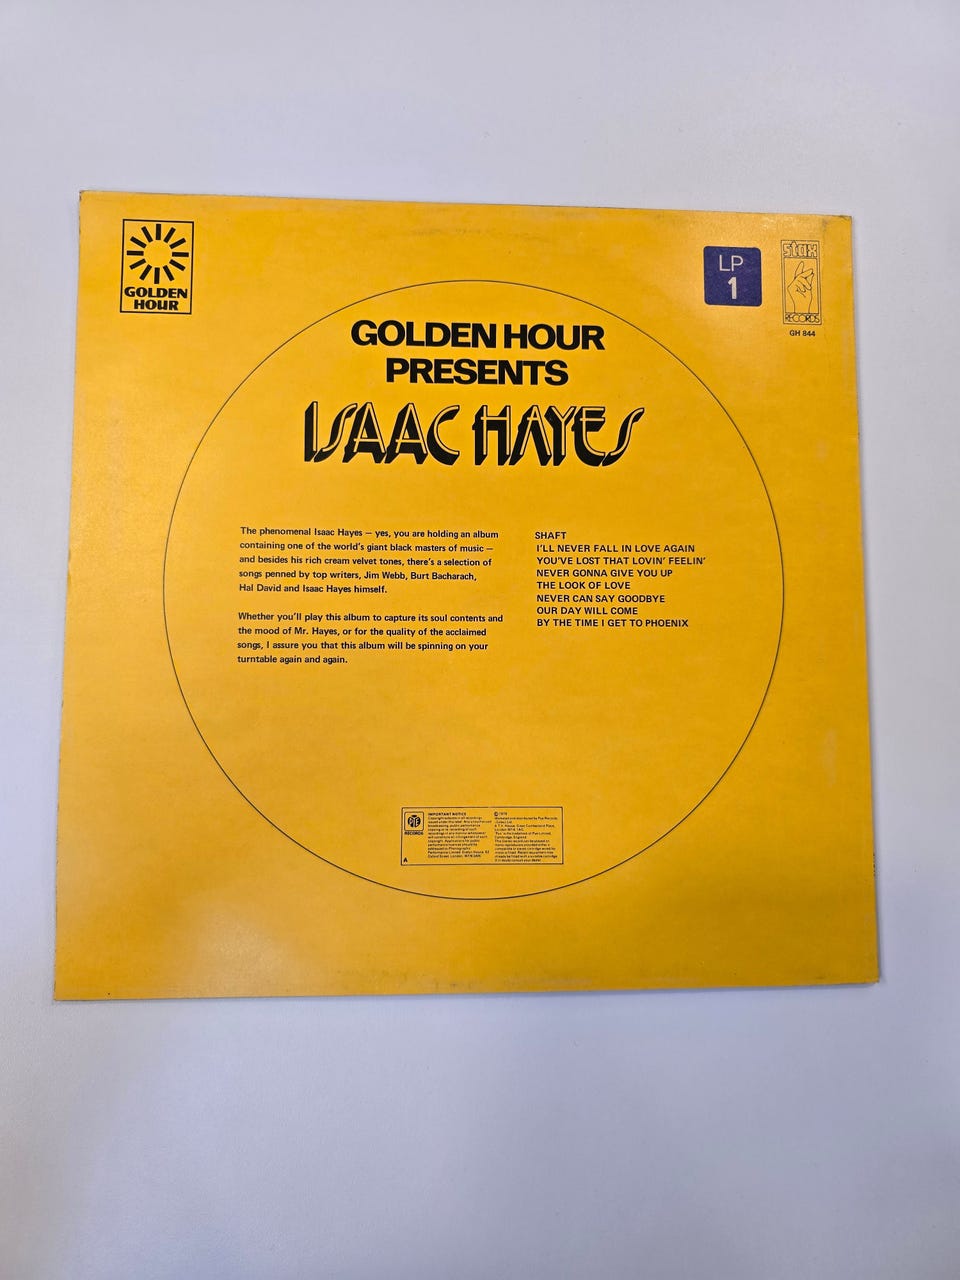 GOLDEN
HOUR
LP
1
stax
RECORDS
GH 844
GOLDEN HOUR
PRESENTS
ISAAC HAYES
The phenomenal Isaac Hayes — yes, you are holding an album
containing one of the world's giant black masters of music —
and besides his rich cream velvet tones, there's a selection of
songs penned by top writers, Jim Webb, Burt Bacharach,
Hal David and Isaac Hayes himself.
Whether you'll play this album to capture its soul contents and
the mood of Mr. Hayes, or for the quality of the acclaimed
songs, I assure you that this album will be spinning on your
turntable again and again.
SHAFT
I'LL NEVER FALL IN LOVE AGAIN
YOU'VE LOST THAT LOVIN' FEELIN'
NEVER GONNA GIVE YOU UP
THE LOOK OF LOVE
NEVER CAN SAY GOODBYE
OUR DAY WILL COME
BY THE TIME I GET TO PHOENIX
PYE
RECORDS
A
IMPORTANT NOTICE